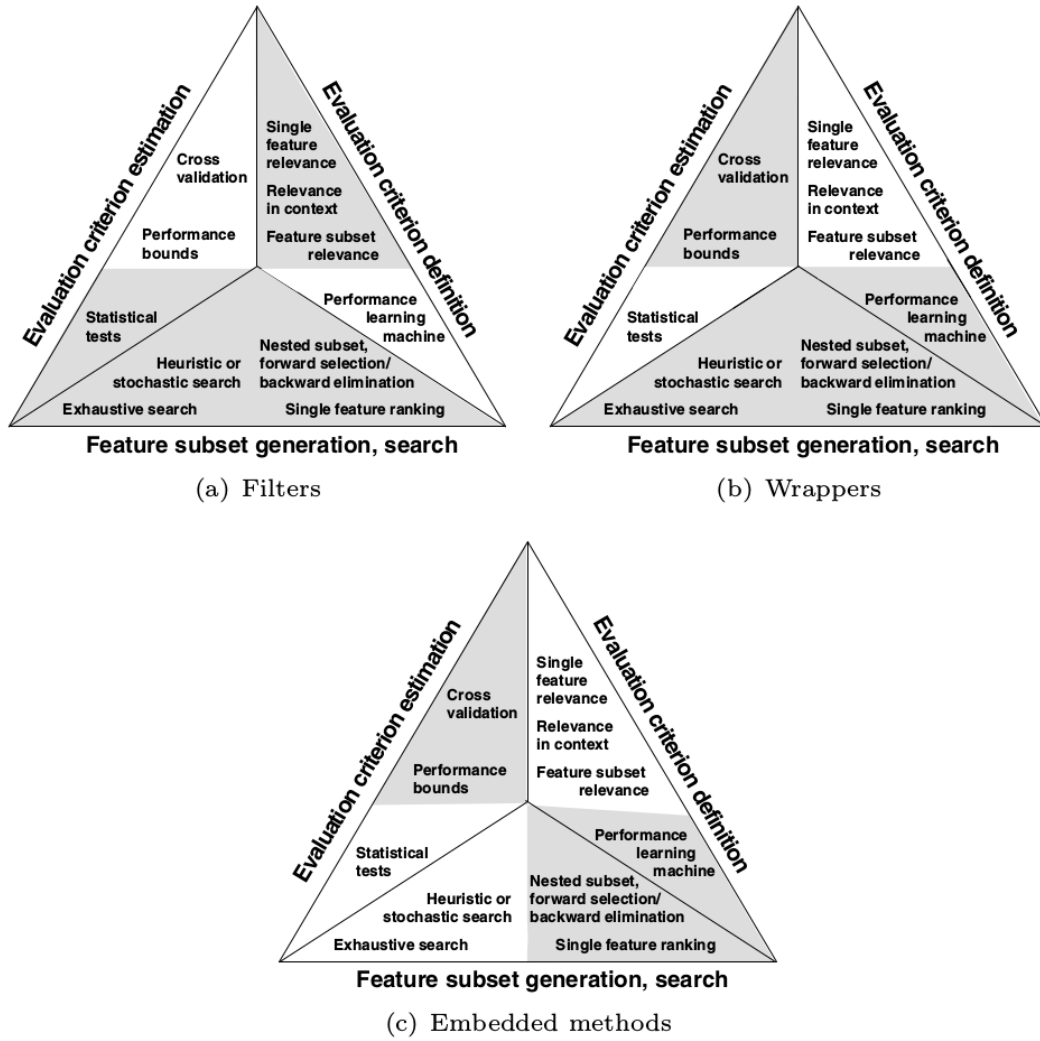 Evaluation criterion estimation
Evaluation criterion definition
Cross
validation
Performance
bounds
Single
feature
relevance
Relevance
in context
Feature subset
relevance
Statistical
tests
Performance
learning
machine
Heuristic or
stochastic search
Exhaustive search
Nested subset,
forward selection/
backward elimination
Single feature ranking
Feature subset generation, search
(a) Filters
Evaluation criterion estimation
Evaluation criterion definition
Cross
validation
Performance
bounds
Single
feature
relevance
Relevance
in context
Feature subset
relevance
Statistical
tests
Performance
learning
machine
Heuristic or
stochastic search
Exhaustive search
Nested subset,
forward selection/
backward elimination
Single feature ranking
Feature subset generation, search
(b) Wrappers
Evaluation criterion estimation
Evaluation criterion definition
Cross
validation
Performance
bounds
Single
feature
relevance
Relevance
in context
Feature subset
relevance
Statistical
tests
Performance
learning
machine
Heuristic or
stochastic search
Exhaustive search
Nested subset,
forward selection/
backward elimination
Single feature ranking
Feature subset generation, search
(c) Embedded methods